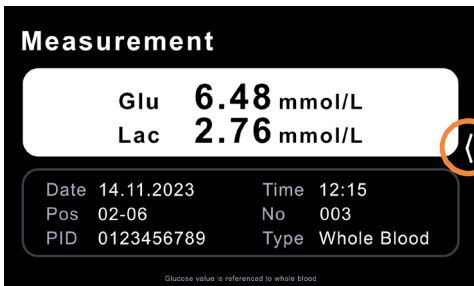 Measurement
Glu 6.48 mmol/L
Lac 2.76 mmol/L
Date 14.11.2023 Time 12:15
Pos 02-06 No 003
PID 0123456789 Type Whole Blood
Glucose value is referenced to whole blood